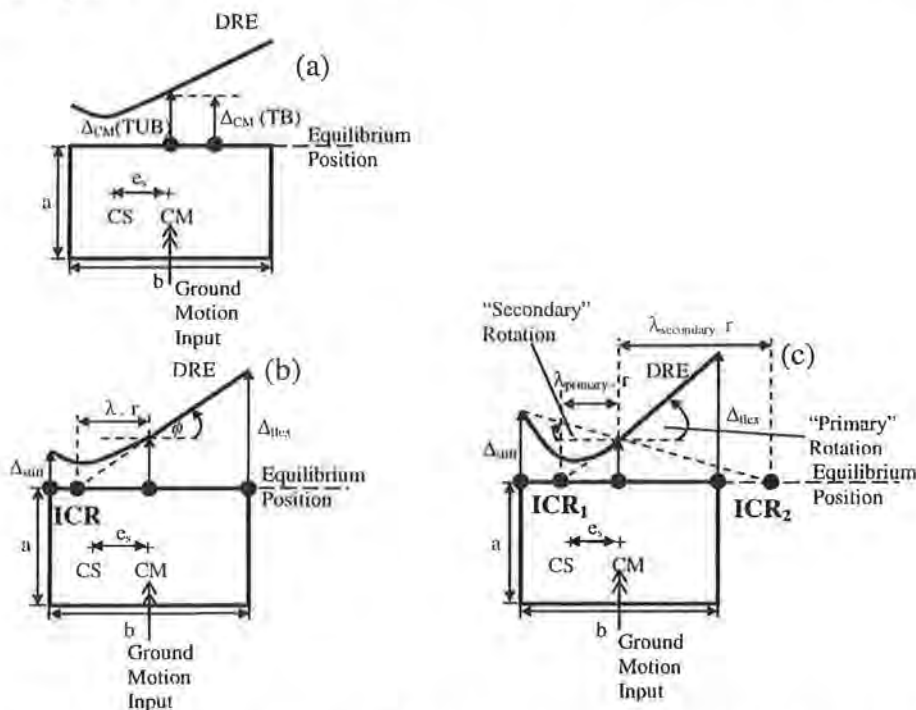 DRE
(a)
Δ_CM(TUB)
Δ_CM (TB)
Equilibrium
Position
a
e_s
CS CM
b
Ground
Motion
Input
DRE
(b)
λ . r
φ
Δ_flex
Δ_stiff
Equilibrium
Position
ICR
a
e_s
CS CM
b
Ground
Motion
Input
"Secondary"
Rotation
λ_secondary . r
(c)
λ_primary . r
DRE
Δ_flex
Δ_stiff
"Primary"
Rotation
Equilibrium
Position
ICR₁
ICR₂
a
e_s
CS CM
b
Ground
Motion
Input